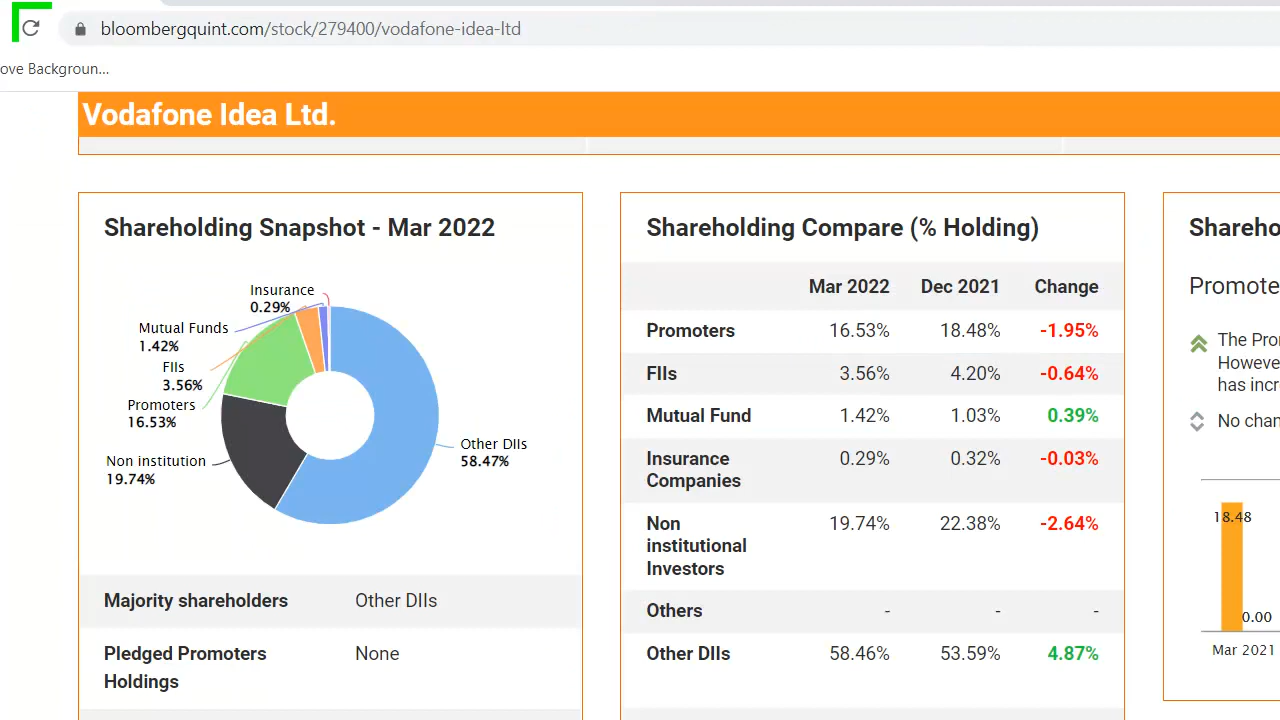 bloombergquint.com/stock/279400/vodafone-idea-ltd
ove Backgroun...
Vodafone Idea Ltd.
Shareholding Snapshot - Mar 2022
Insurance
0.29%
Mutual Funds
1.42%
FIIs
3.56%
Promoters
16.53%
Non institution
19.74%
Other DIIs
58.47%
Majority shareholders Other DIIs
Pledged Promoters None
Holdings
Shareholding Compare (% Holding)
Mar 2022 Dec 2021 Change
Promoters 16.53% 18.48% -1.95%
FIIs 3.56% 4.20% -0.64%
Mutual Fund 1.42% 1.03% 0.39%
Insurance 0.29% 0.32% -0.03%
Companies
Non 19.74% 22.38% -2.64%
institutional
Investors
Others - - -
Other DIIs 58.46% 53.59% 4.87%
Shareho
Promote
The Pro
However
has incr
No chan
18.48
0.00
Mar 2021